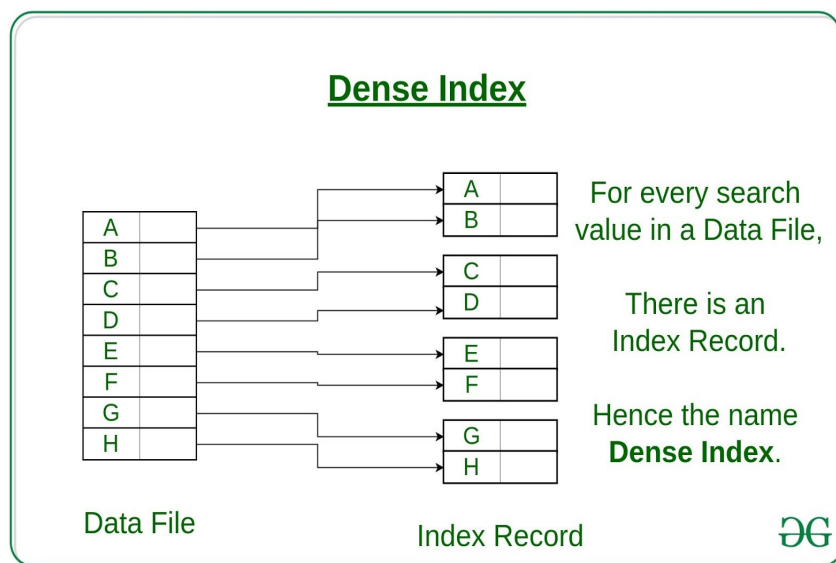 Dense Index
A
B
C
D
E
F
G
H
Data File
A
B
C
D
E
F
G
H
Index Record
For every search
value in a Data File,
There is an
Index Record.
Hence the name
Dense Index.